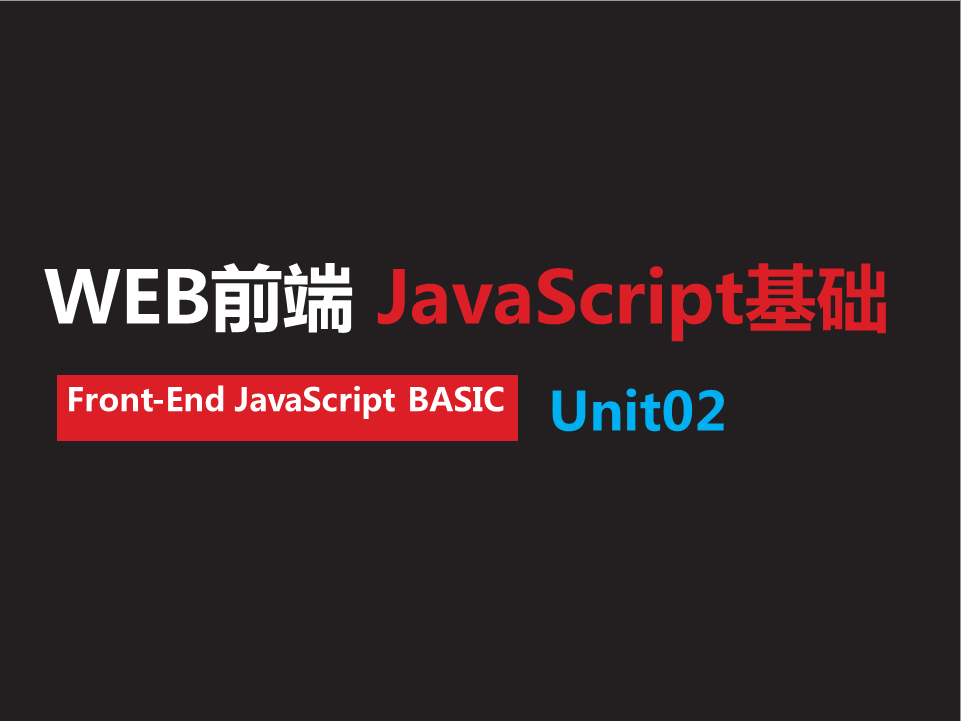 WEB前端 JavaScript基础
Front-End JavaScript BASIC
Unit02